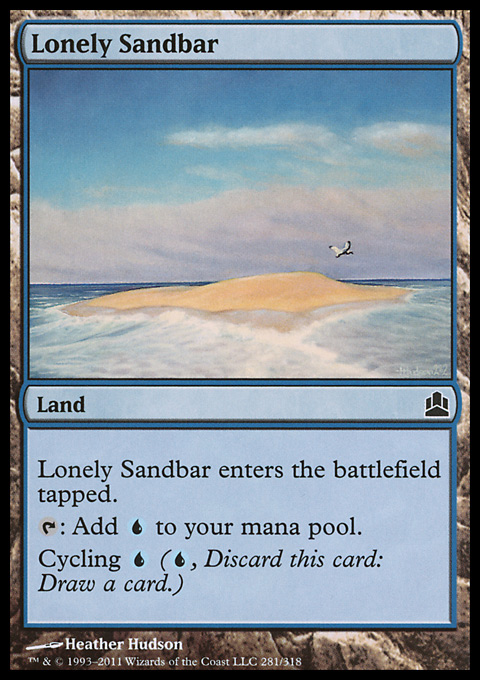 Lonely Sandbar
Land
Lonely Sandbar enters the battlefield
tapped.
: Add to your mana pool.
Cycling ( , Discard this card:
Draw a card.)
Heather Hudson
™ & © 1993–2011 Wizards of the Coast LLC 281/318